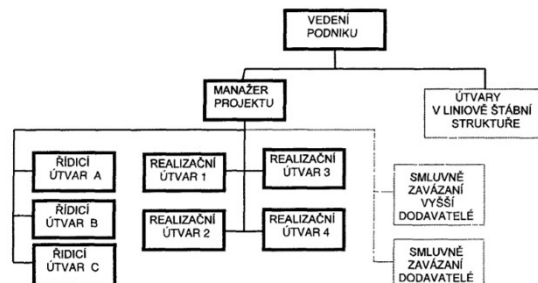 VEDENÍ
PODNIKU
MANAŽER
PROJEKTU
ÚTVARY
V LINIOVĚ ŠTÁBNÍ
STRUKTUŘE
ŘÍDICÍ
ÚTVAR A
REALIZAČNÍ
ÚTVAR 1
REALIZAČNÍ
ÚTVAR 3
SMLUVNĚ
ZAVÁZANÍ
VYŠŠÍ
DODAVATELÉ
ŘÍDICÍ
ÚTVAR B
REALIZAČNÍ
ÚTVAR 2
REALIZAČNÍ
ÚTVAR 4
ŘÍDICÍ
ÚTVAR C
SMLUVNĚ
ZAVÁZANÍ
DODAVATELÉ